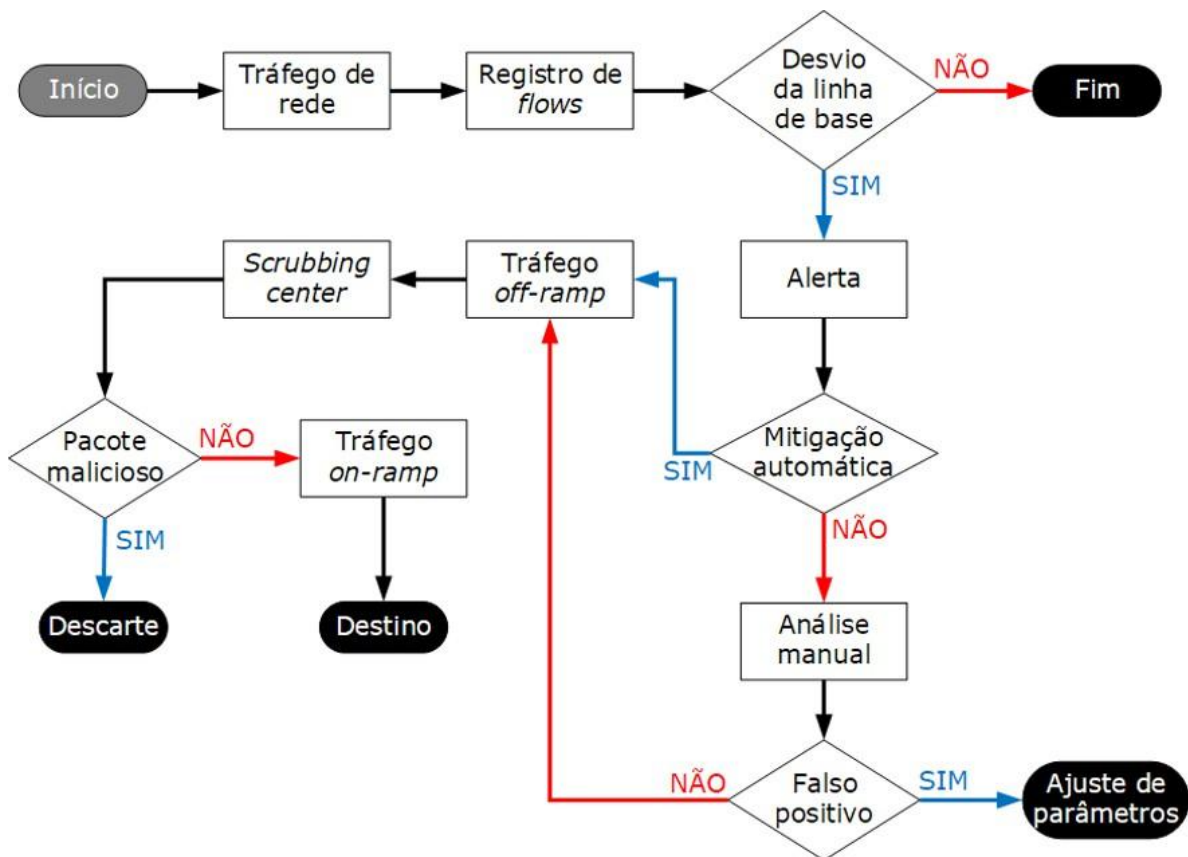 Início
Tráfego de
rede
Registro de
flows
Desvio
da linha
de base
NÃO
Fim
SIM
Alerta
Tráfego
off-ramp
Scrubbing
center
Mitigação
automática
SIM
NÃO
Pacote
malicioso
NÃO
Tráfego
on-ramp
SIM
Descarte
Destino
Análise
manual
Falso
positivo
NÃO
SIM
Ajuste de
parâmetros